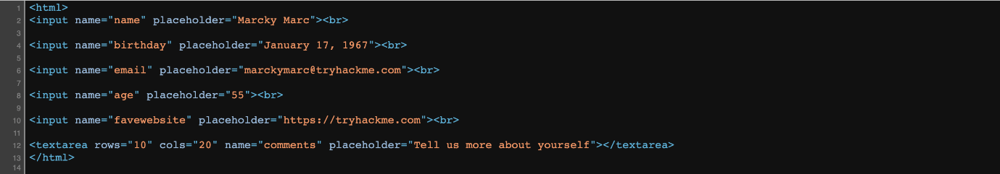 1 <html>
2 <input name="name" placeholder="Marcky Marc"><br>
3
4 <input name="birthday" placeholder="January 17, 1967"><br>
5
6 <input name="email" placeholder="marckymarc@tryhackme.com"><br>
7
8 <input name="age" placeholder="55"><br>
9
10 <input name="favewebsite" placeholder="https://tryhackme.com"><br>
11
12 <textarea rows="10" cols="20" name="comments" placeholder="Tell us more about yourself"></textarea>
13 </html>
14